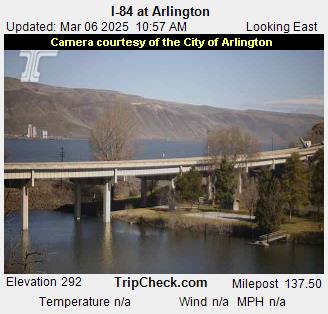 I-84 at Arlington
Updated: Mar 06 2025 10:57 AM Looking East
Camera courtesy of the City of Arlington
Elevation 292 TripCheck.com Milepost 137.50
Temperature n/a Wind n/a MPH n/a